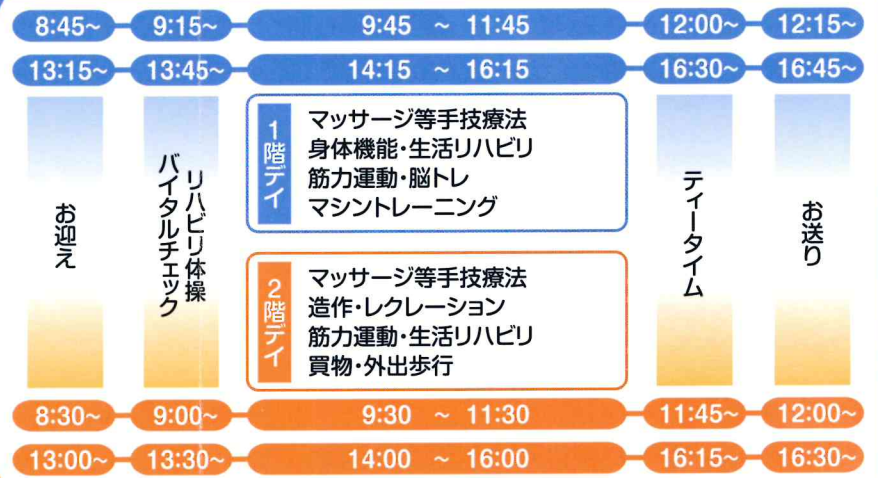 8:45~ 9:15~ 9:45 ~ 11:45 12:00~ 12:15~
13:15~ 13:45~ 14:15 ~ 16:15 16:30~ 16:45~
お迎え
リハビリ体操
バイタルチェック
1階デイ
マッサージ等手技療法
身体機能・生活リハビリ
筋力運動・脳トレ
マシントレーニング
2階デイ
マッサージ等手技療法
造作・レクレーション
筋力運動・生活リハビリ
買物・外出歩行
ティータイム
お送り
8:30~ 9:00~ 9:30 ~ 11:30 11:45~ 12:00~
13:00~ 13:30~ 14:00 ~ 16:00 16:15~ 16:30~